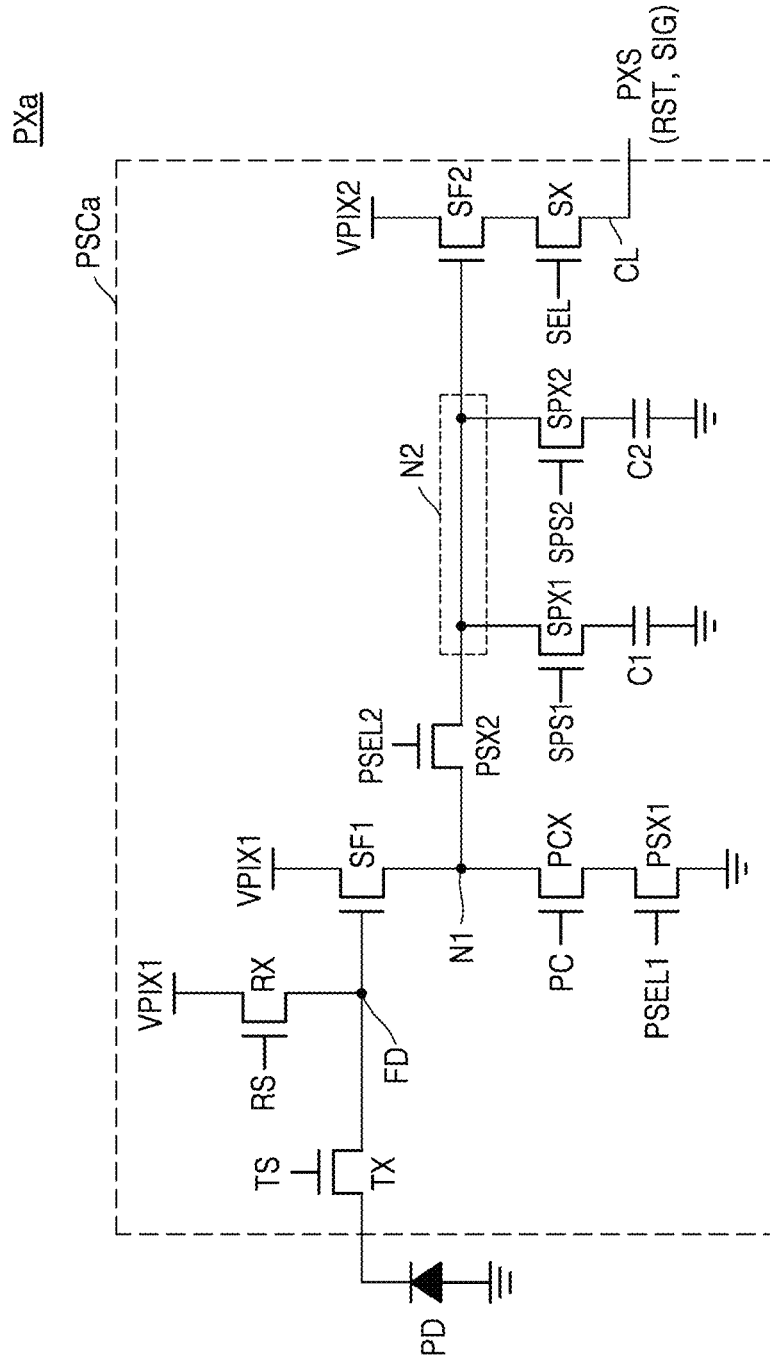 PXa
PSCa
VPIX1
RS
RX
TS
TX
FD
PD
VPIX1
SF1
N1
PC
PCX
PSEL1
PSX1
PSEL2
PSX2
N2
SPS1
SPX1
C1
SPS2
SPX2
C2
VPIX2
SF2
SEL
SX
CL
PXS
(RST, SIG)